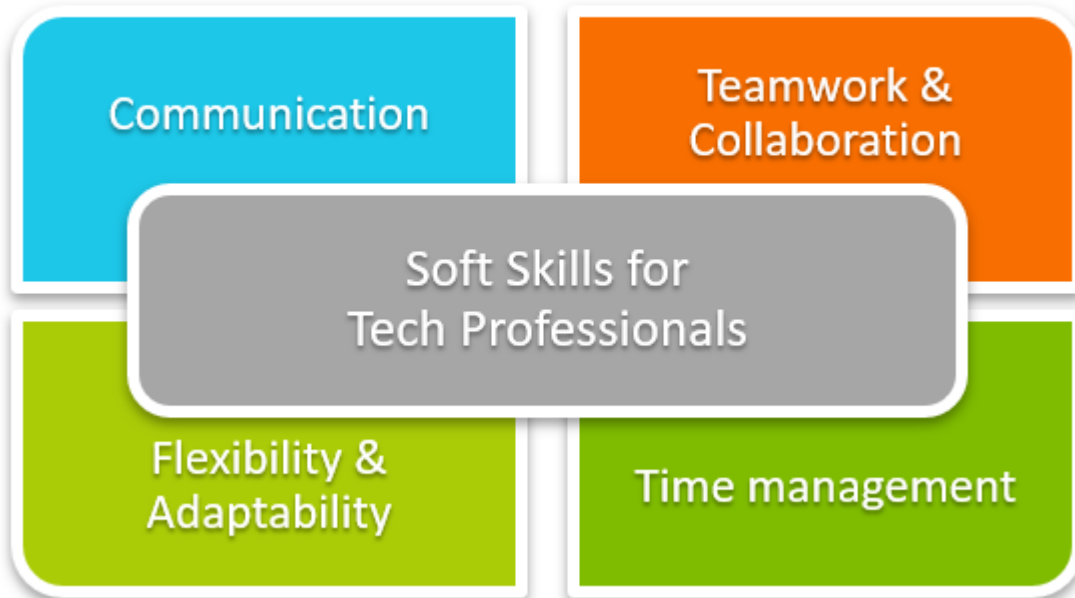 Communication
Teamwork &
Collaboration
Soft Skills for
Tech Professionals
Flexibility &
Adaptability
Time management